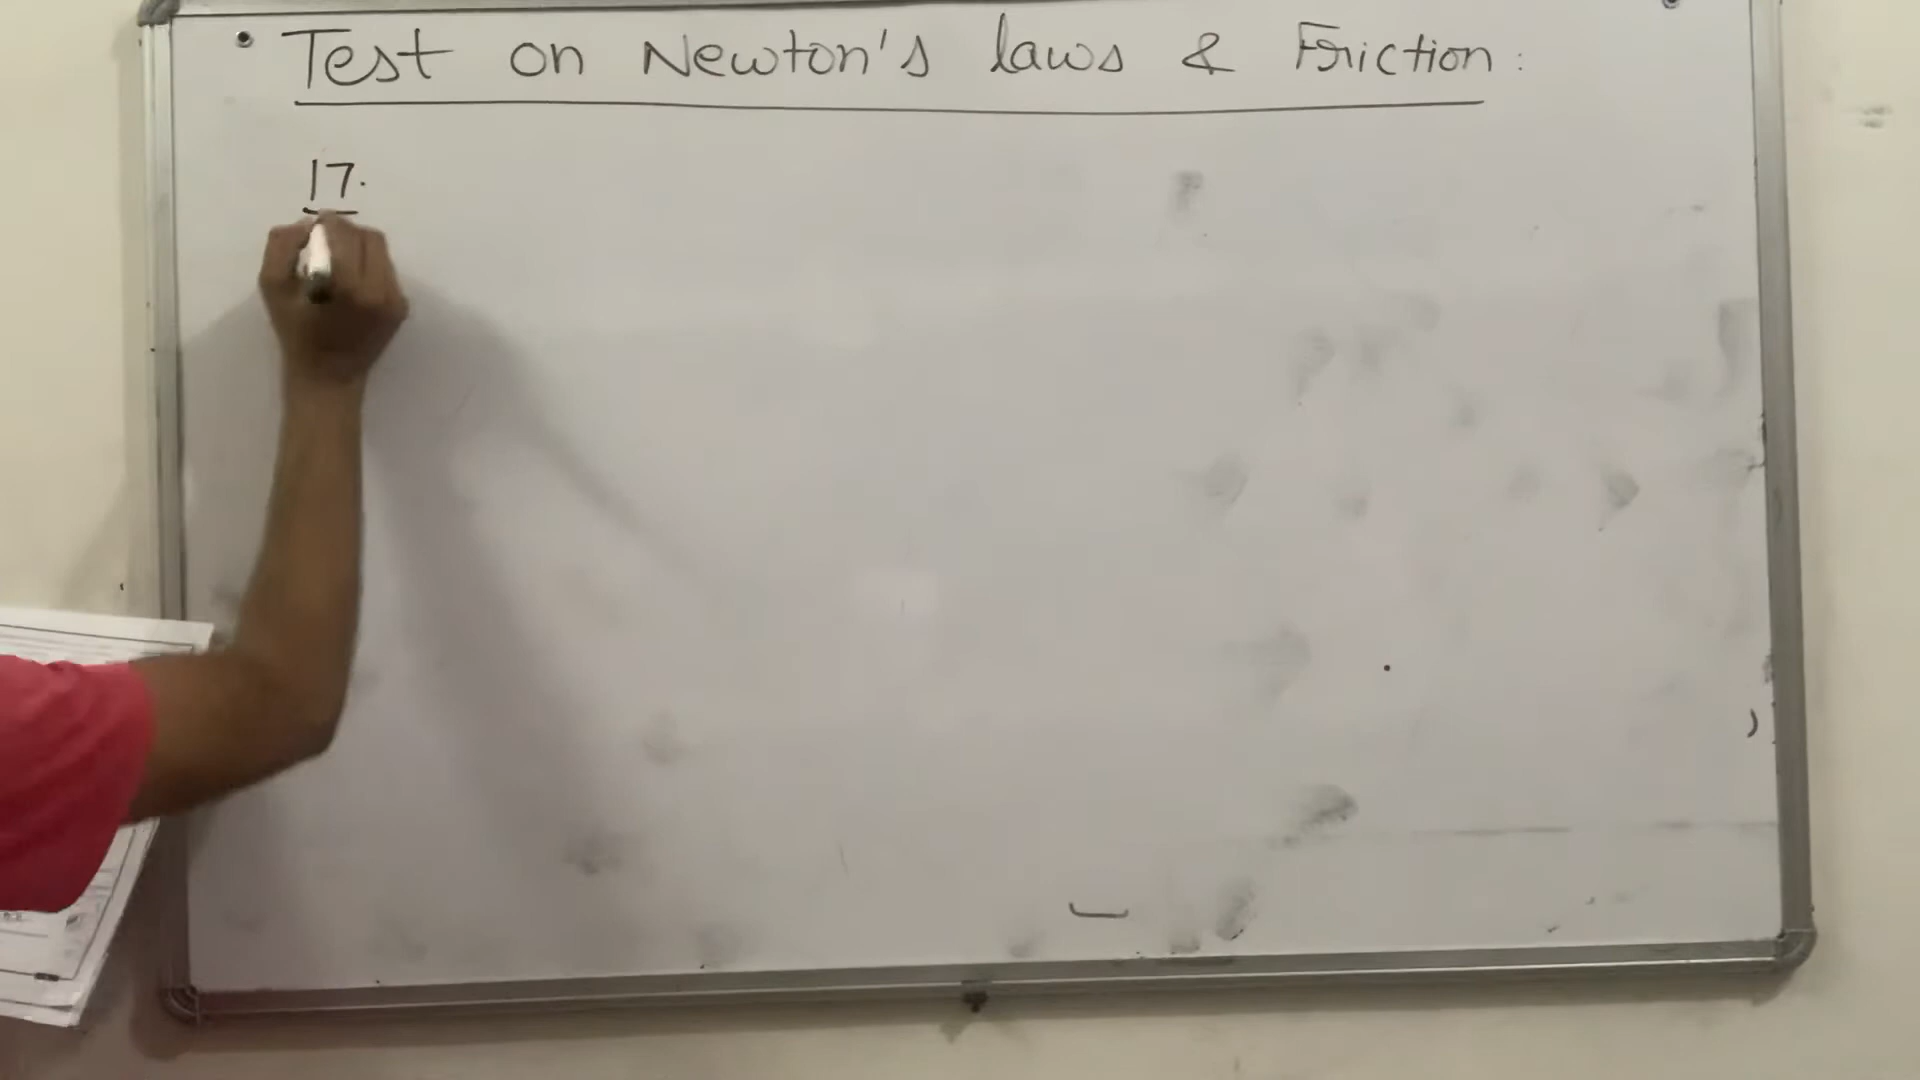 • Test on Newton's laws & Friction :
17.